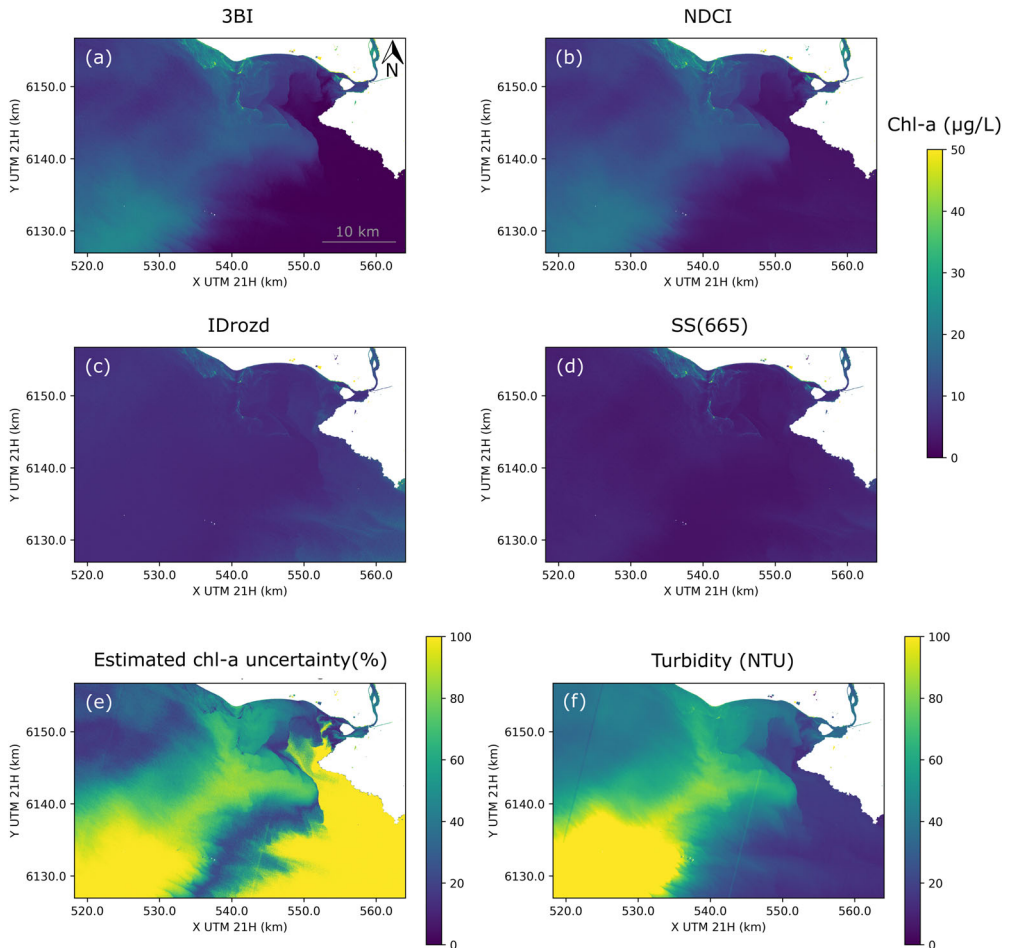 3BI
NDCI
(a)
N
(b)
Y UTM 21H (km)
6150.0
6140.0
6130.0
10 km
520.0 530.0 540.0 550.0 560.0
X UTM 21H (km)
Y UTM 21H (km)
6150.0
6140.0
6130.0
520.0 530.0 540.0 550.0 560.0
X UTM 21H (km)
Chl-a (μg/L)
50
40
30
20
10
0
IDrozd
SS(665)
(c)
(d)
Y UTM 21H (km)
6150.0
6140.0
6130.0
520.0 530.0 540.0 550.0 560.0
X UTM 21H (km)
Y UTM 21H (km)
6150.0
6140.0
6130.0
520.0 530.0 540.0 550.0 560.0
X UTM 21H (km)
Estimated chl-a uncertainty(%)
Turbidity (NTU)
(e)
(f)
Y UTM 21H (km)
6150.0
6140.0
6130.0
520.0 530.0 540.0 550.0 560.0
X UTM 21H (km)
100
80
60
40
20
0
Y UTM 21H (km)
6150.0
6140.0
6130.0
520.0 530.0 540.0 550.0 560.0
X UTM 21H (km)
100
80
60
40
20
0